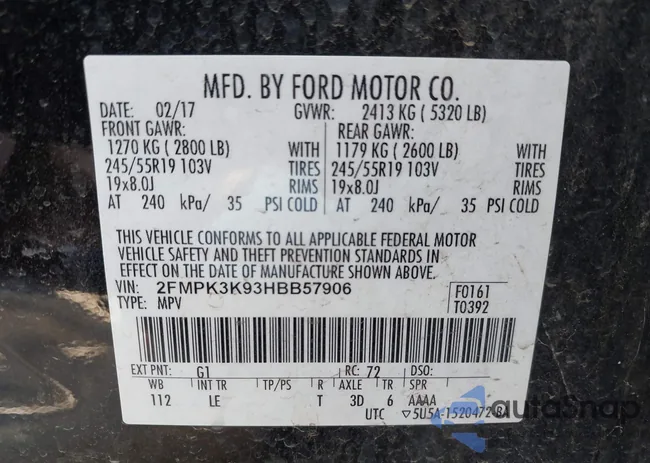 MFD. BY FORD MOTOR CO.
DATE: 02/17 GVWR: 2413 KG ( 5320 LB)
FRONT GAWR: REAR GAWR:
1270 KG ( 2800 LB) WITH 1179 KG ( 2600 LB) WITH
245/55R19 103V TIRES 245/55R19 103V TIRES
19x8.0J RIMS 19x8.0J RIMS
AT 240 kPa/ 35 PSI COLD AT 240 kPa/ 35 PSI COLD
THIS VEHICLE CONFORMS TO ALL APPLICABLE FEDERAL MOTOR
VEHICLE SAFETY AND THEFT PREVENTION STANDARDS IN
EFFECT ON THE DATE OF MANUFACTURE SHOWN ABOVE.
VIN: 2FMPK3K93HBB57906 F0161
TYPE: MPV T0392
EXT PNT: G1 RC: 72 DSO:
WB INT TR TP/PS R AXLE TR SPR
112 LE T 3D 6 AAAA
UTC ▽5U5A-1520472-BA
autoSnap